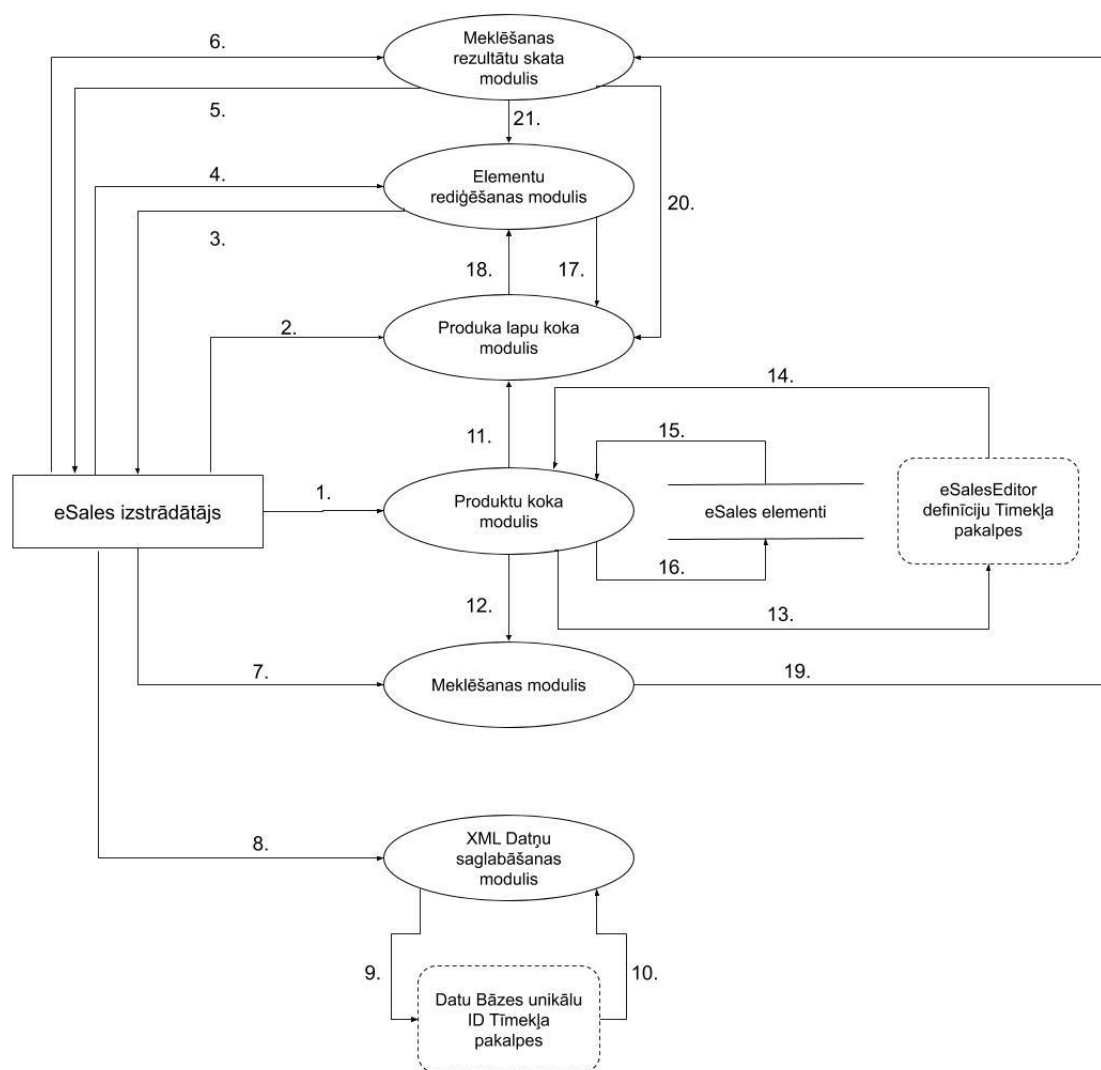 6.
Meklēšanas
rezultātu skata
modulis
5.
21.
4.
Elementu
rediģēšanas modulis
20.
3.
18.
17.
2.
Produka lapu koka
modulis
14.
11.
15.
eSales izstrādātājs
1.
Produktu koka
modulis
eSales elementi
eSalesEditor
definīciju Tīmekļa
pakalpes
16.
12.
13.
7.
Meklēšanas modulis
19.
8.
XML Datņu
saglabāšanas
modulis
9.
10.
Datu Bāzes unikālu
ID Tīmekļa
pakalpes